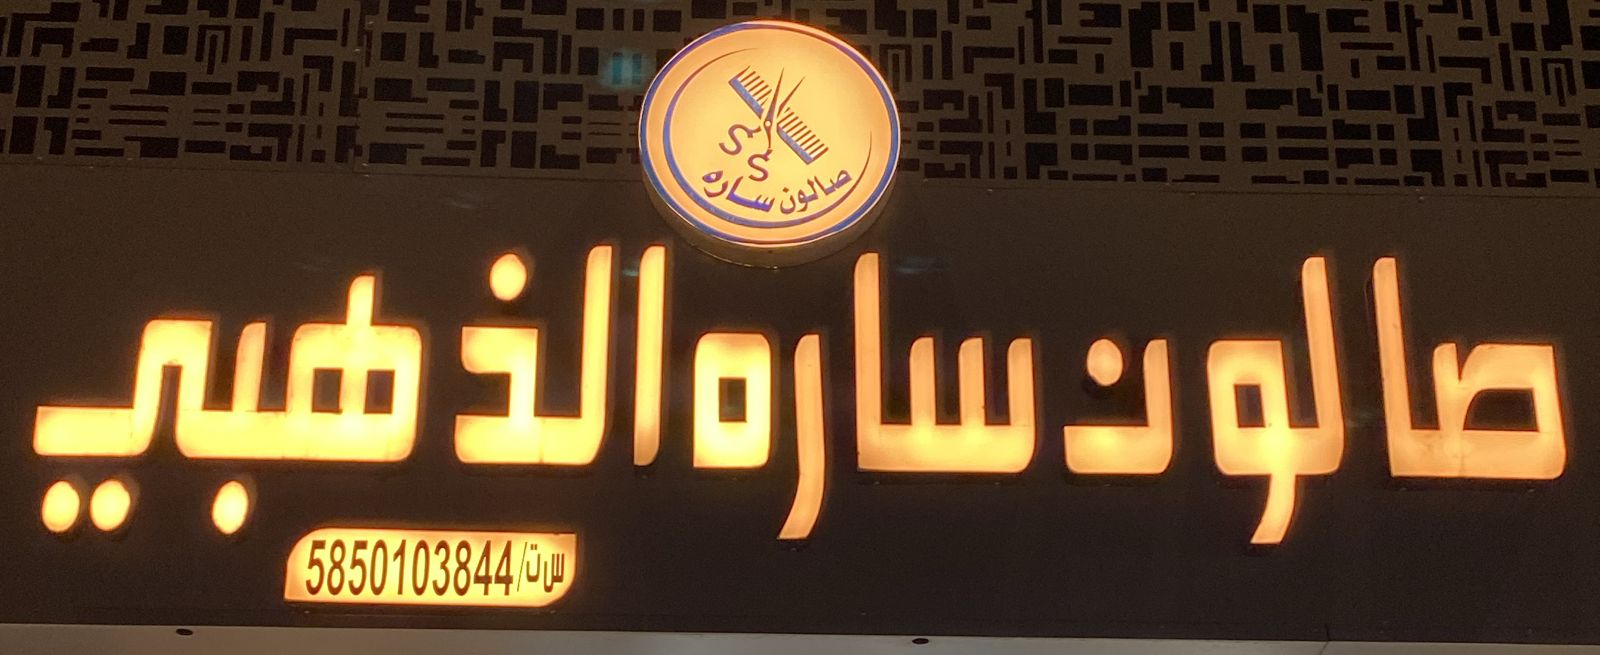 صالون ساره
صالون ساره الذهبي
س ت/5850103844